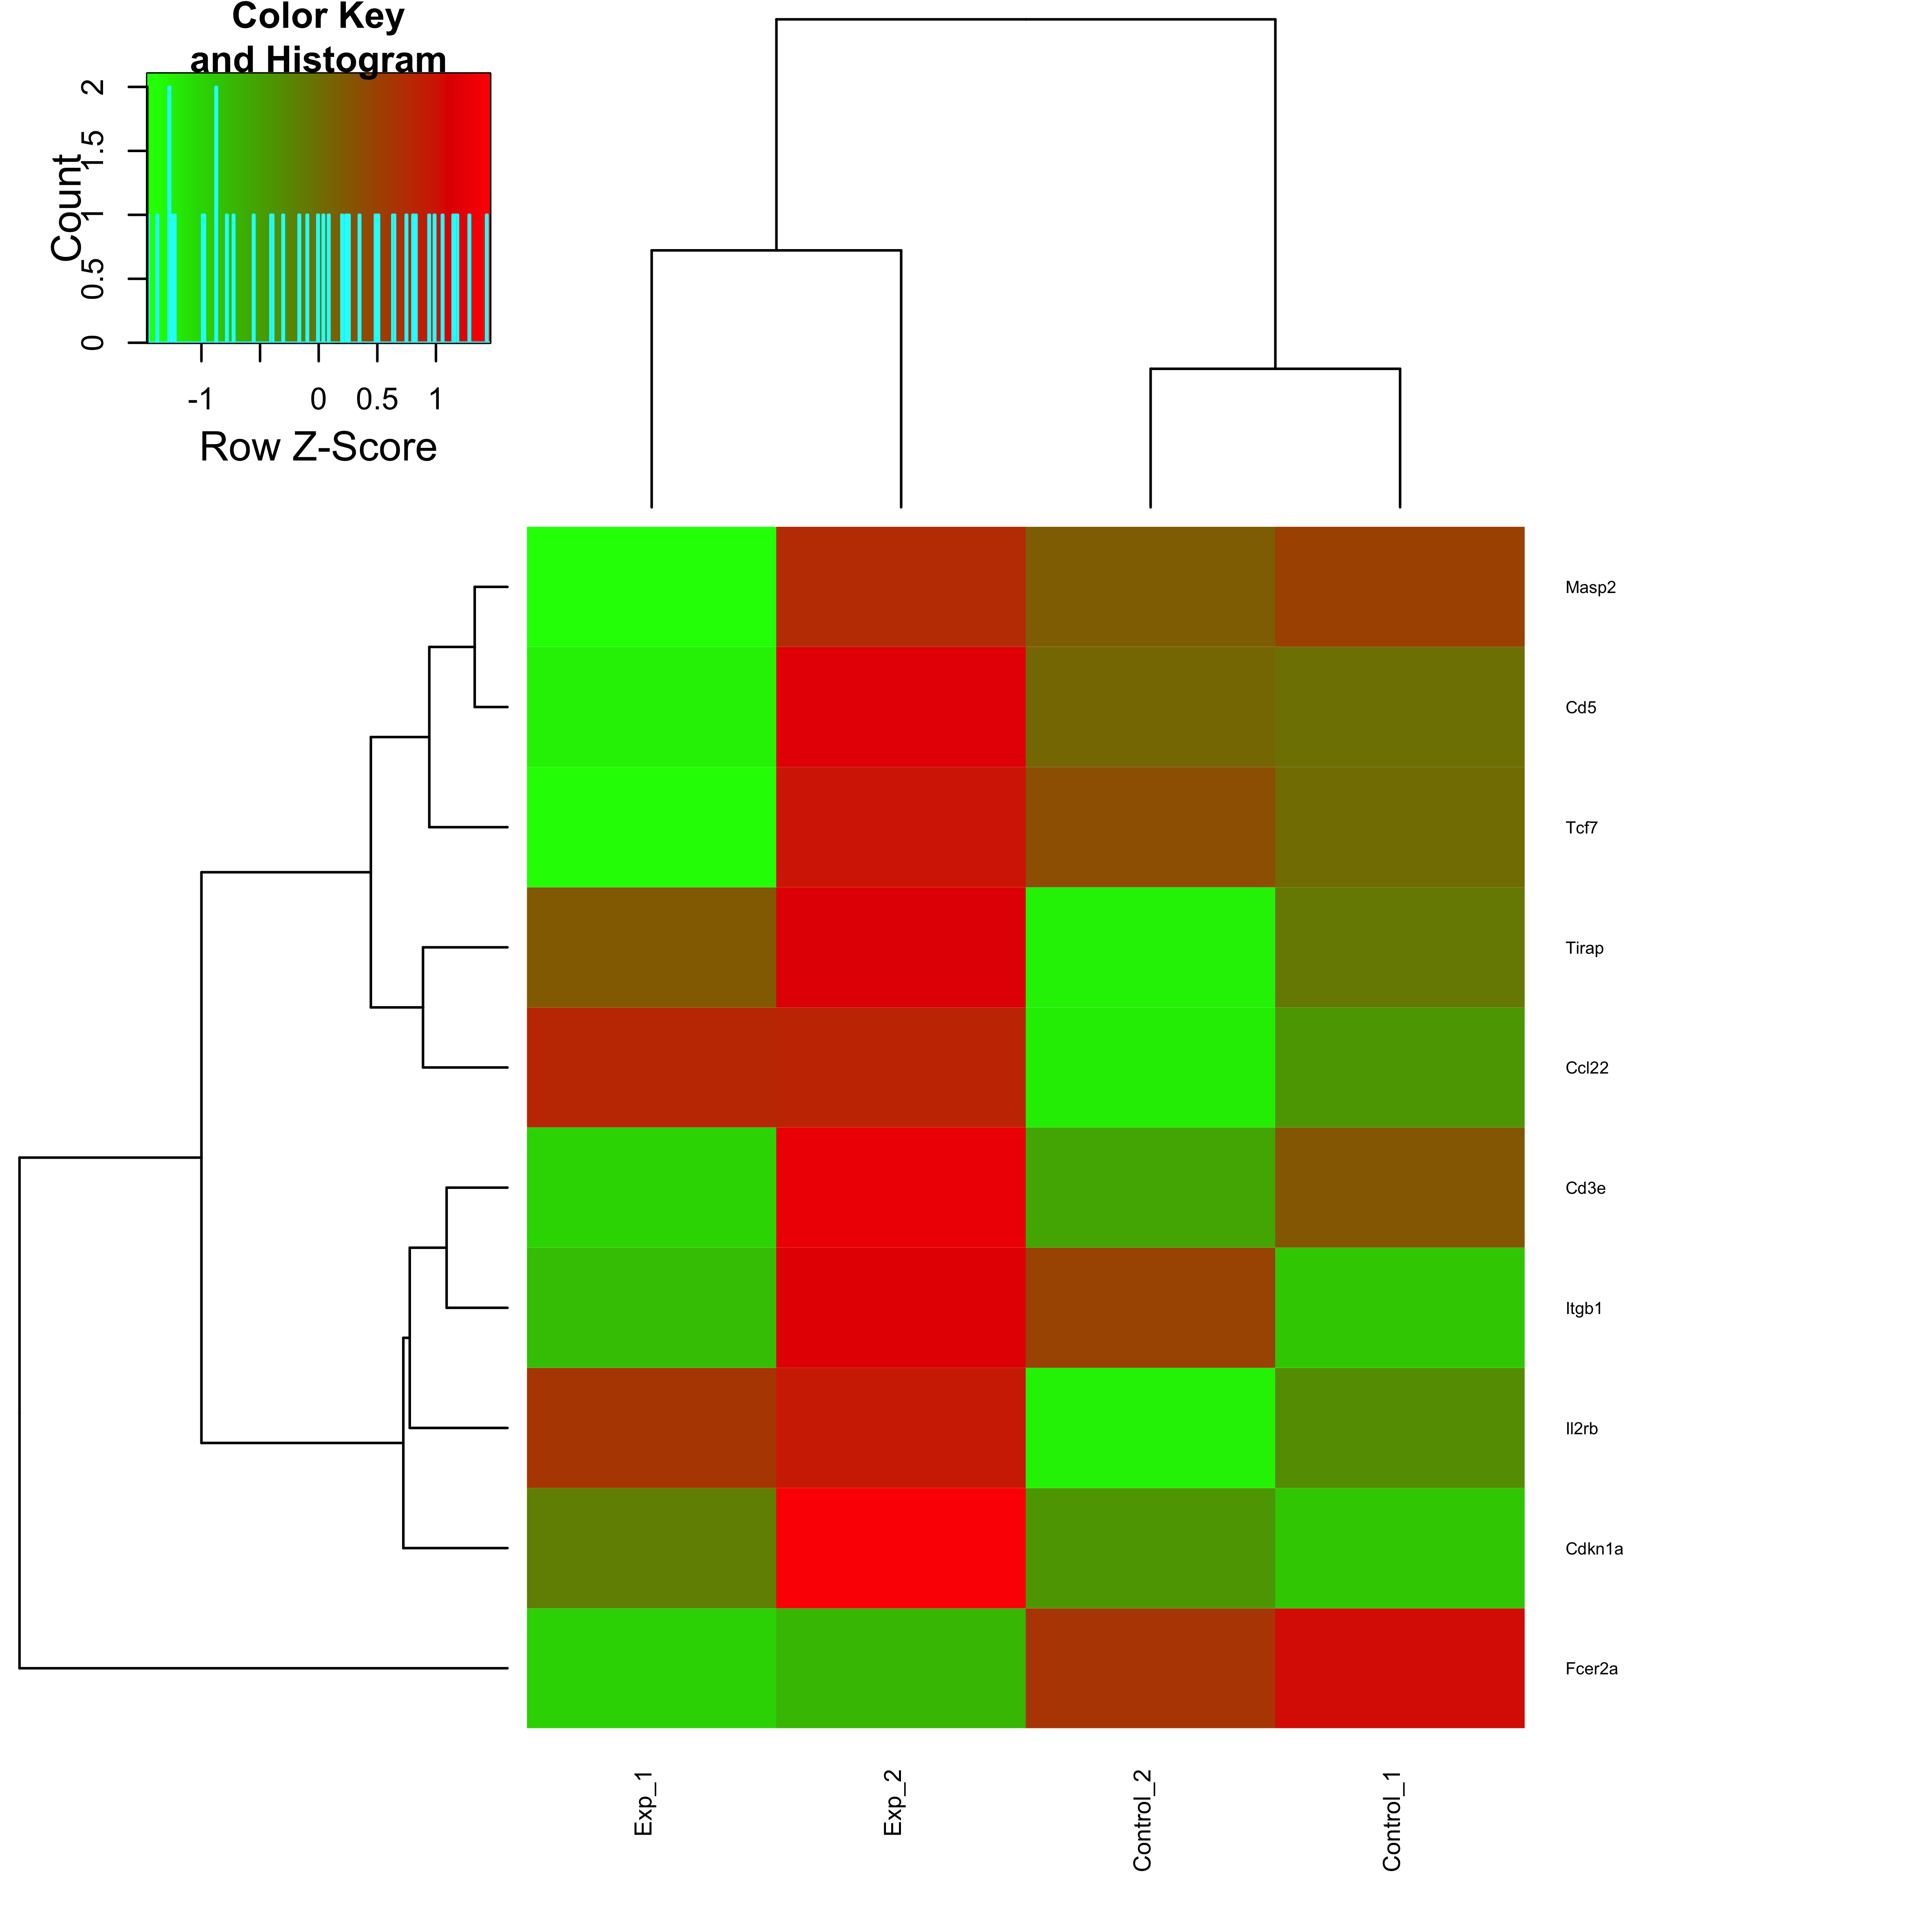 Color Key
and Histogram
Count
2
1.5
1
0.5
0
-1
0
0.5
1
Row Z-Score
Masp2
Cd5
Tcf7
Tirap
Ccl22
Cd3e
Itgb1
Il2rb
Cdkn1a
Fcer2a
Exp_1
Exp_2
Control_2
Control_1